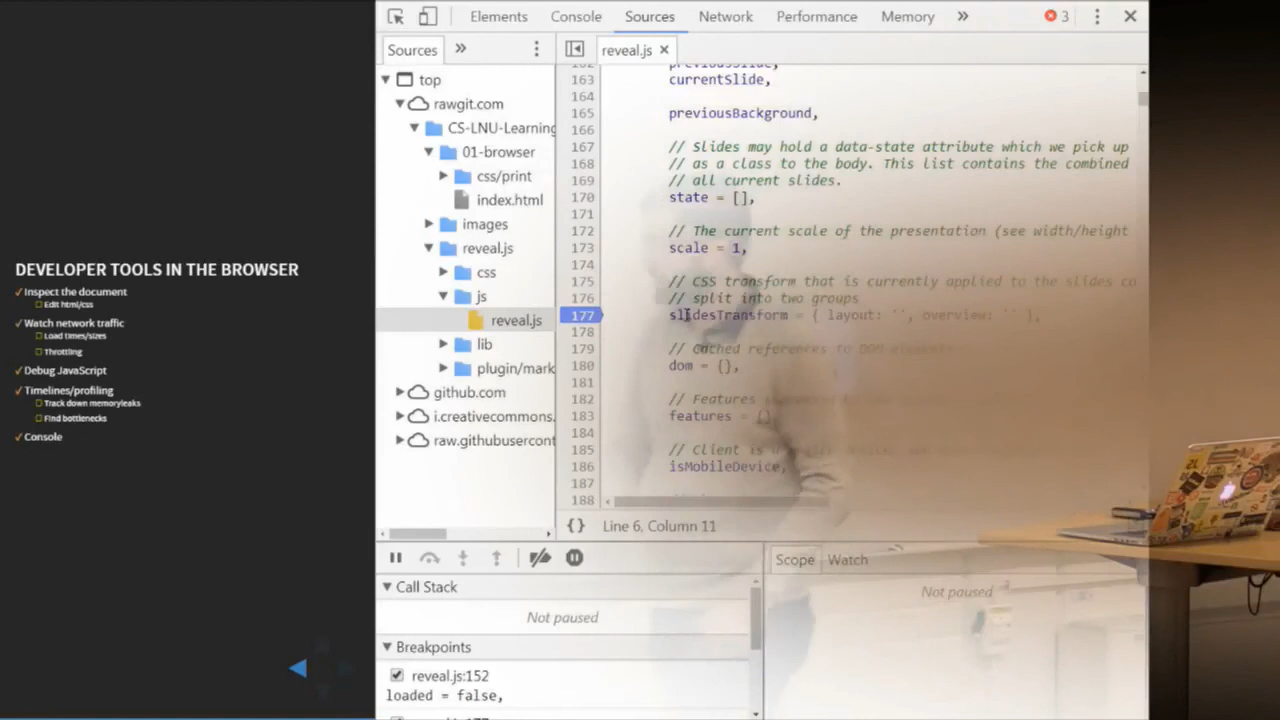 DEVELOPER TOOLS IN THE BROWSER
✓ Inspect the document
Edit html/css
✓ Watch network traffic
Load times/sizes
Throttling
✓ Debug JavaScript
✓ Timelines/profiling
Track down memoryleaks
Find bottlenecks
✓ Console
Elements Console Sources Network Performance Memory » 3
Sources »
top
rawgit.com
CS-LNU-Learning
01-browser
css/print
index.html
images
reveal.js
css
js
reveal.js
lib
plugin/mark
github.com
i.creativecommons.
raw.githubusercont
reveal.js ×
163 currentSlide,
164
165 previousBackground,
166
167 // Slides may hold a data-state attribute which we pick up
168 // as a class to the body. This list contains the combined
169 // all current slides.
170 state = [],
171
172 // The current scale of the presentation (see width/height
173 scale = 1,
174
175 // CSS transform that is currently applied to the slides co
176 // split into two groups
177 slidesTransform = { layout: '', overview: '' },
178
179 // Cached references to DOM elements
180 dom = {},
181
182 // Features
183 features = {}
184
185 // Client is a
186 isMobileDevice,
187
188
{} Line 6, Column 11
Call Stack
Not paused
Breakpoints
reveal.js:152
loaded = false,
Scope Watch
Not paused